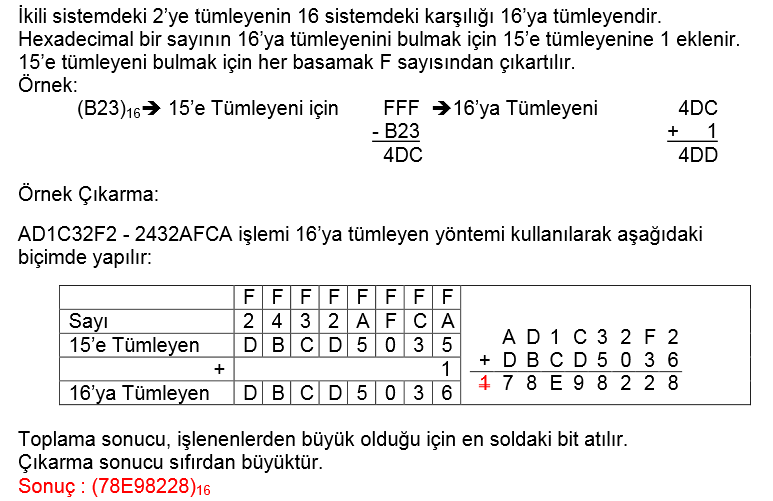 İkili sistemdeki 2'ye tümleyenin 16 sistemdeki karşılığı 16'ya tümleyendir.
Hexadecimal bir sayının 16'ya tümleyenini bulmak için 15'e tümleyenine 1 eklenir.
15'e tümleyeni bulmak için her basamak F sayısından çıkartılır.
Örnek:
(B23)16➔ 15'e Tümleyeni için FFF ➔16'ya Tümleyeni 4DC
- B23 + 1
4DC 4DD
Örnek Çıkarma:
AD1C32F2 - 2432AFCA işlemi 16'ya tümleyen yöntemi kullanılarak aşağıdaki
biçimde yapılır:
F F F F F F F F
Sayı 2 4 3 2 A F C A
15'e Tümleyen D B C D 5 0 3 5 A D 1 C 3 2 F 2
+ 1 + D B C D 5 0 3 6
16'ya Tümleyen D B C D 5 0 3 6 1 7 8 E 9 8 2 2 8
Toplama sonucu, işlenenlerden büyük olduğu için en soldaki bit atılır.
Çıkarma sonucu sıfırdan büyüktür.
Sonuç : (78E98228)16